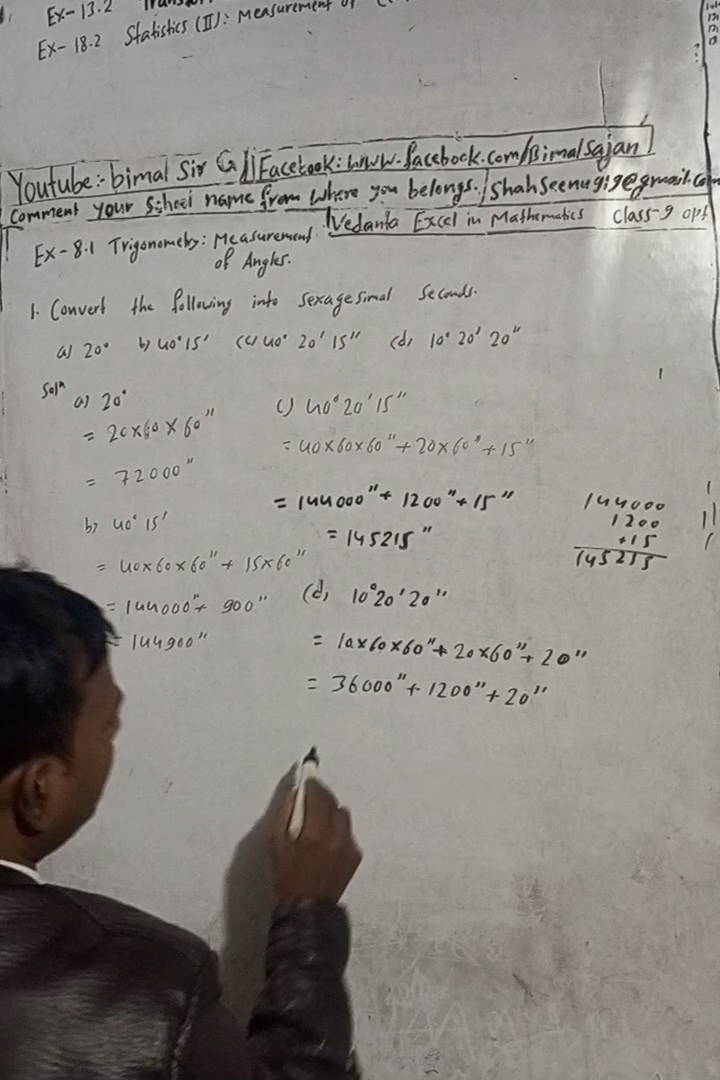 Ex-13.2
Ex-18.2 Statistics (II): Measurement of
Youtube:- bimal Sir G || Facebook: www.facebook.com/Bimalsajan
Comment your School name from where you belongs. / Shahseenu919@gmail.com
Vedanta Excel in Mathematics Class-9 opt
Ex-8.1 Trigonometry: Measurement
of Angles.
1. Convert the following into sexagesimal seconds.
a) 20° b) 40°15' (c) 40° 20' 15" (d) 10° 20' 20"
Solⁿ a) 20°
= 20×60×60"
= 72000"
b) 40° 15'
= 40×60×60" + 15×60"
= 144000" + 900"
= 144900"
c) 40°20'15"
= 40×60×60" + 20×60" + 15"
= 144000" + 1200" + 15"
= 145215"
144000
1200
+15
145215
(d) 10°20'20"
= 10×60×60" + 20×60" + 20"
= 36000" + 1200" + 20"